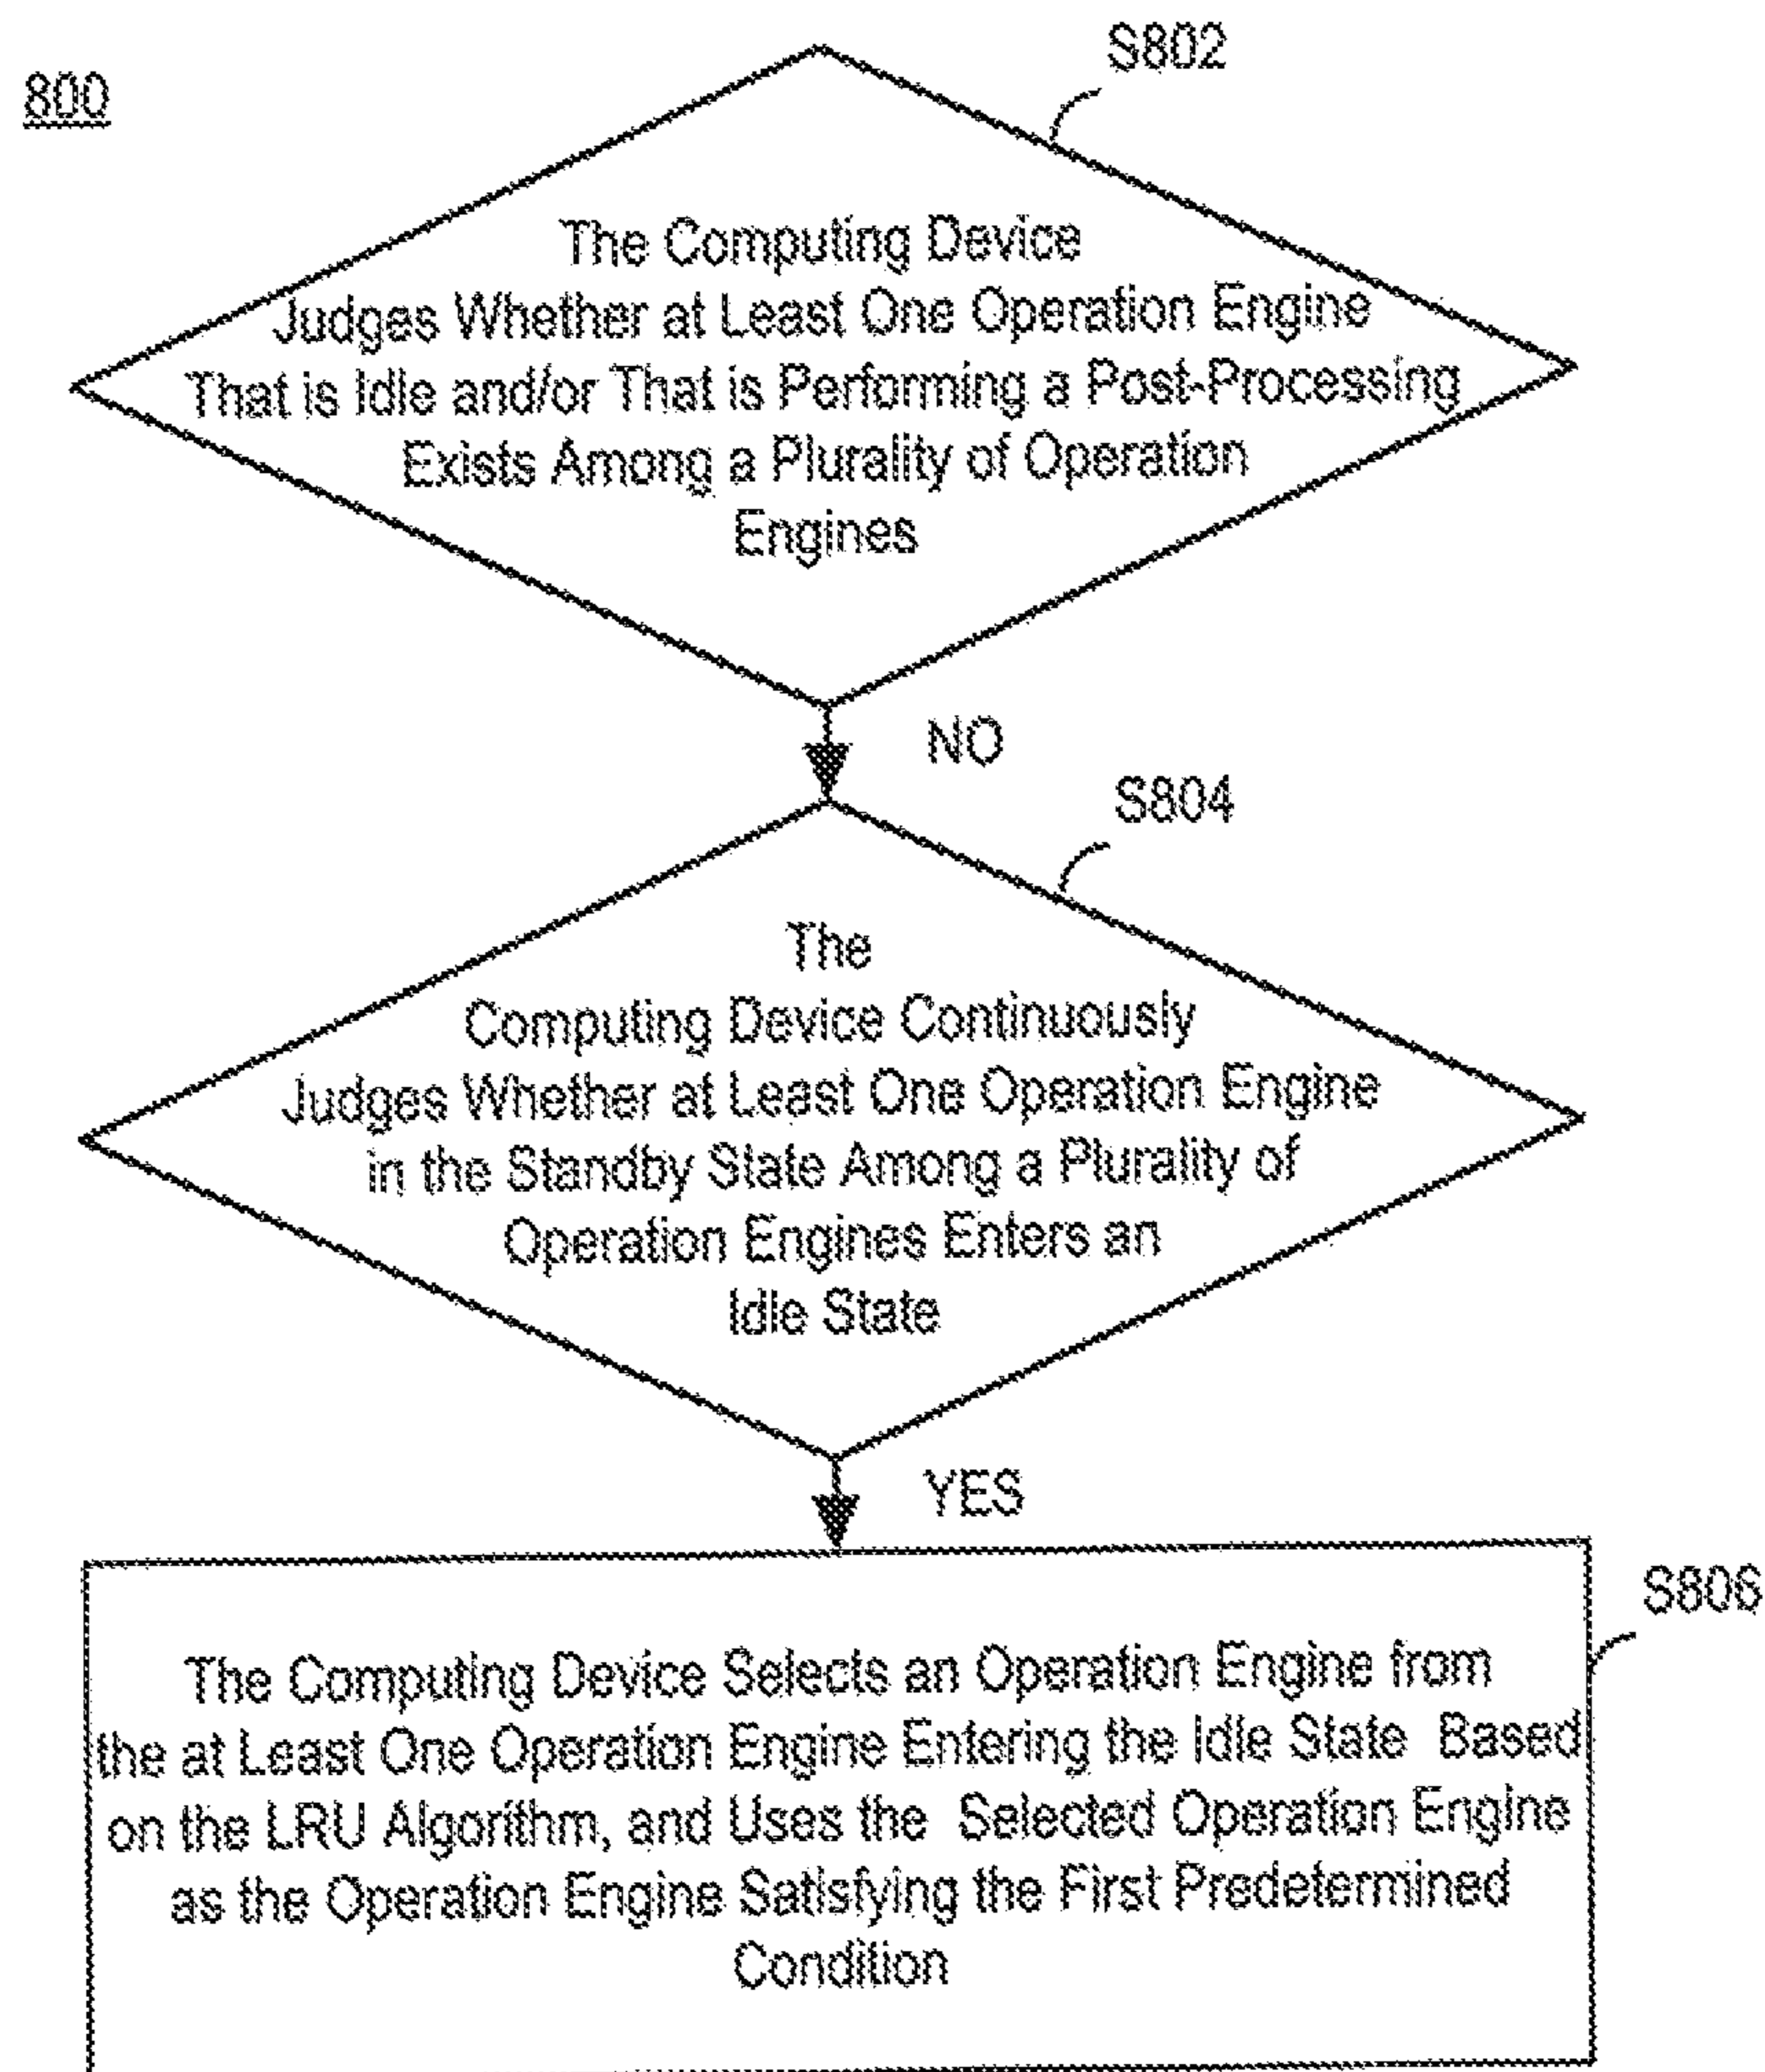 800
S802
The Computing Device
Judges Whether at Least One Operation Engine
That is Idle and/or That is Performing a Post-Processing
Exists Among a Plurality of Operation
Engines
NO
S804
The
Computing Device Continuously
Judges Whether at Least One Operation Engine
in the Standby State Among a Plurality of
Operation Engines Enters an
Idle State
YES
S806
The Computing Device Selects an Operation Engine from
the at Least One Operation Engine Entering the Idle State Based
on the LRU Algorithm, and Uses the Selected Operation Engine
as the Operation Engine Satisfying the First Predetermined
Condition